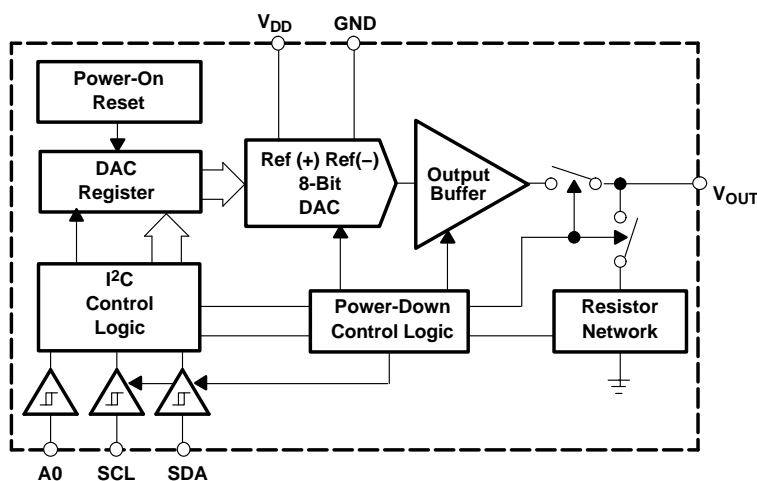 VDD GND
Power-On
Reset
DAC
Register
Ref (+) Ref(–)
8-Bit
DAC
Output
Buffer
VOUT
I2C
Control
Logic
Power-Down
Control Logic
Resistor
Network
A0 SCL SDA